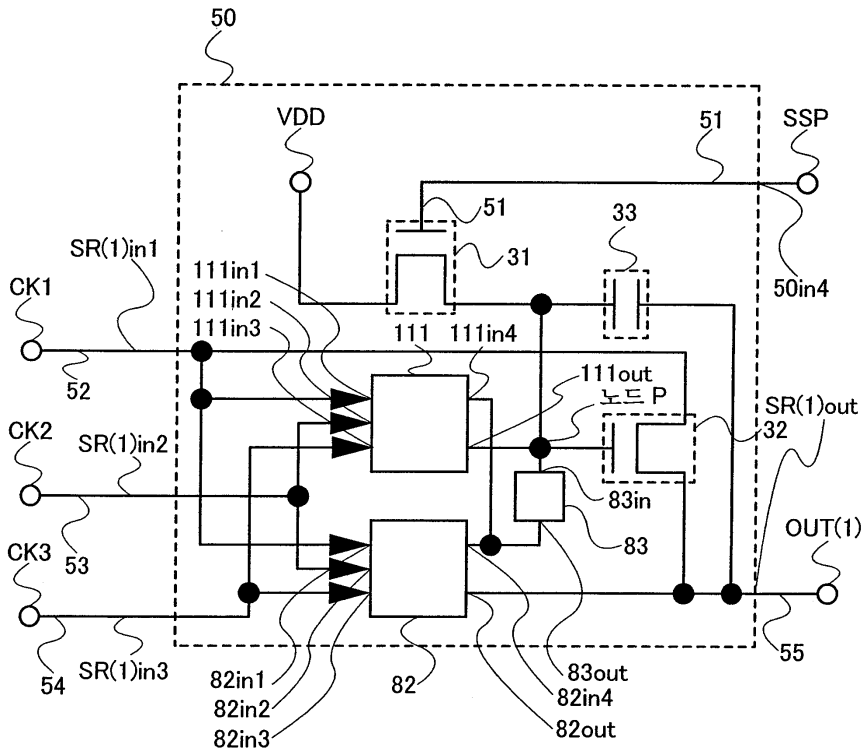 50
VDD
51
SSP
51
33
SR(1)in1
111in1
31
CK1
111in2
50in4
111in3
111
111in4
52
111out
노드 P
SR(1)out
CK2
SR(1)in2
32
83in
53
83
OUT(1)
CK3
54
SR(1)in3
82in1
82
83out
55
82in2
82in4
82in3
82out